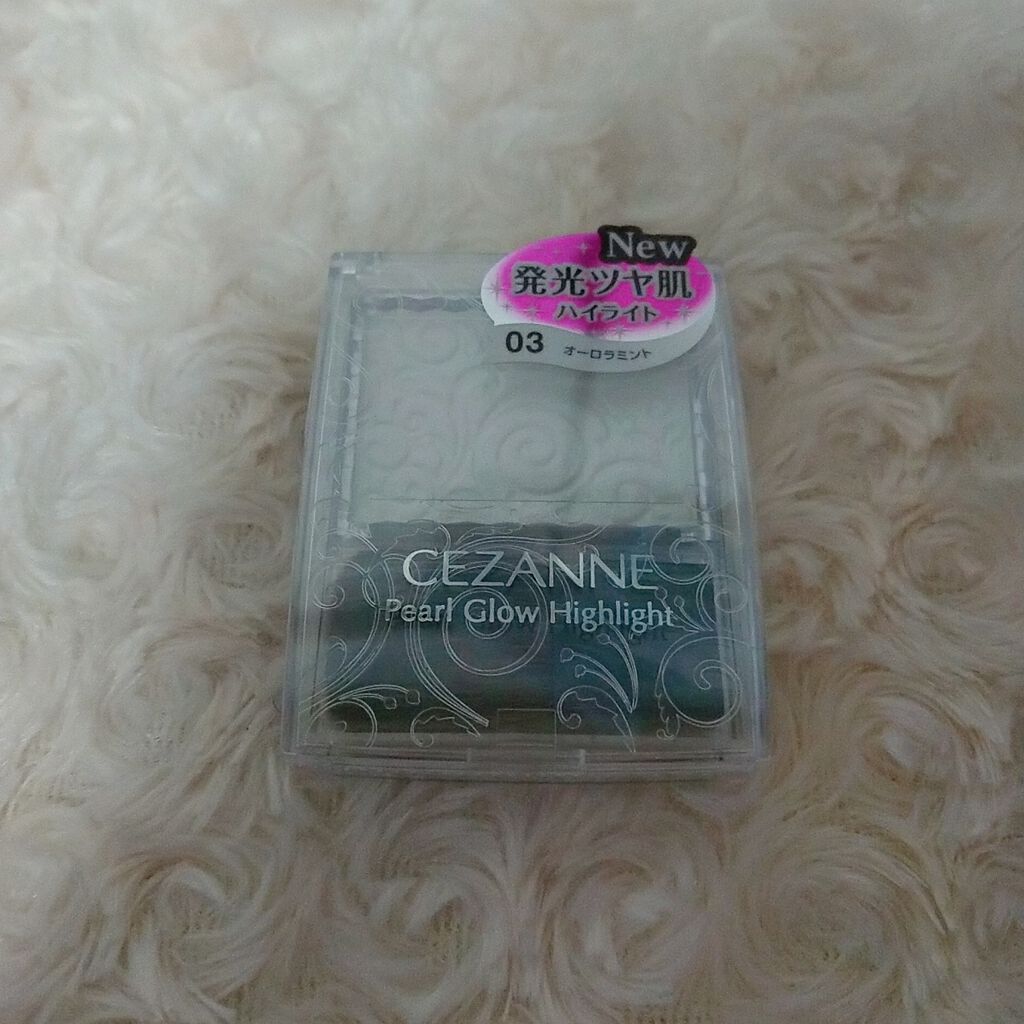 New
発光ツヤ肌
ハイライト
03 オーロラミント
CEZANNE
Pearl Glow Highlight